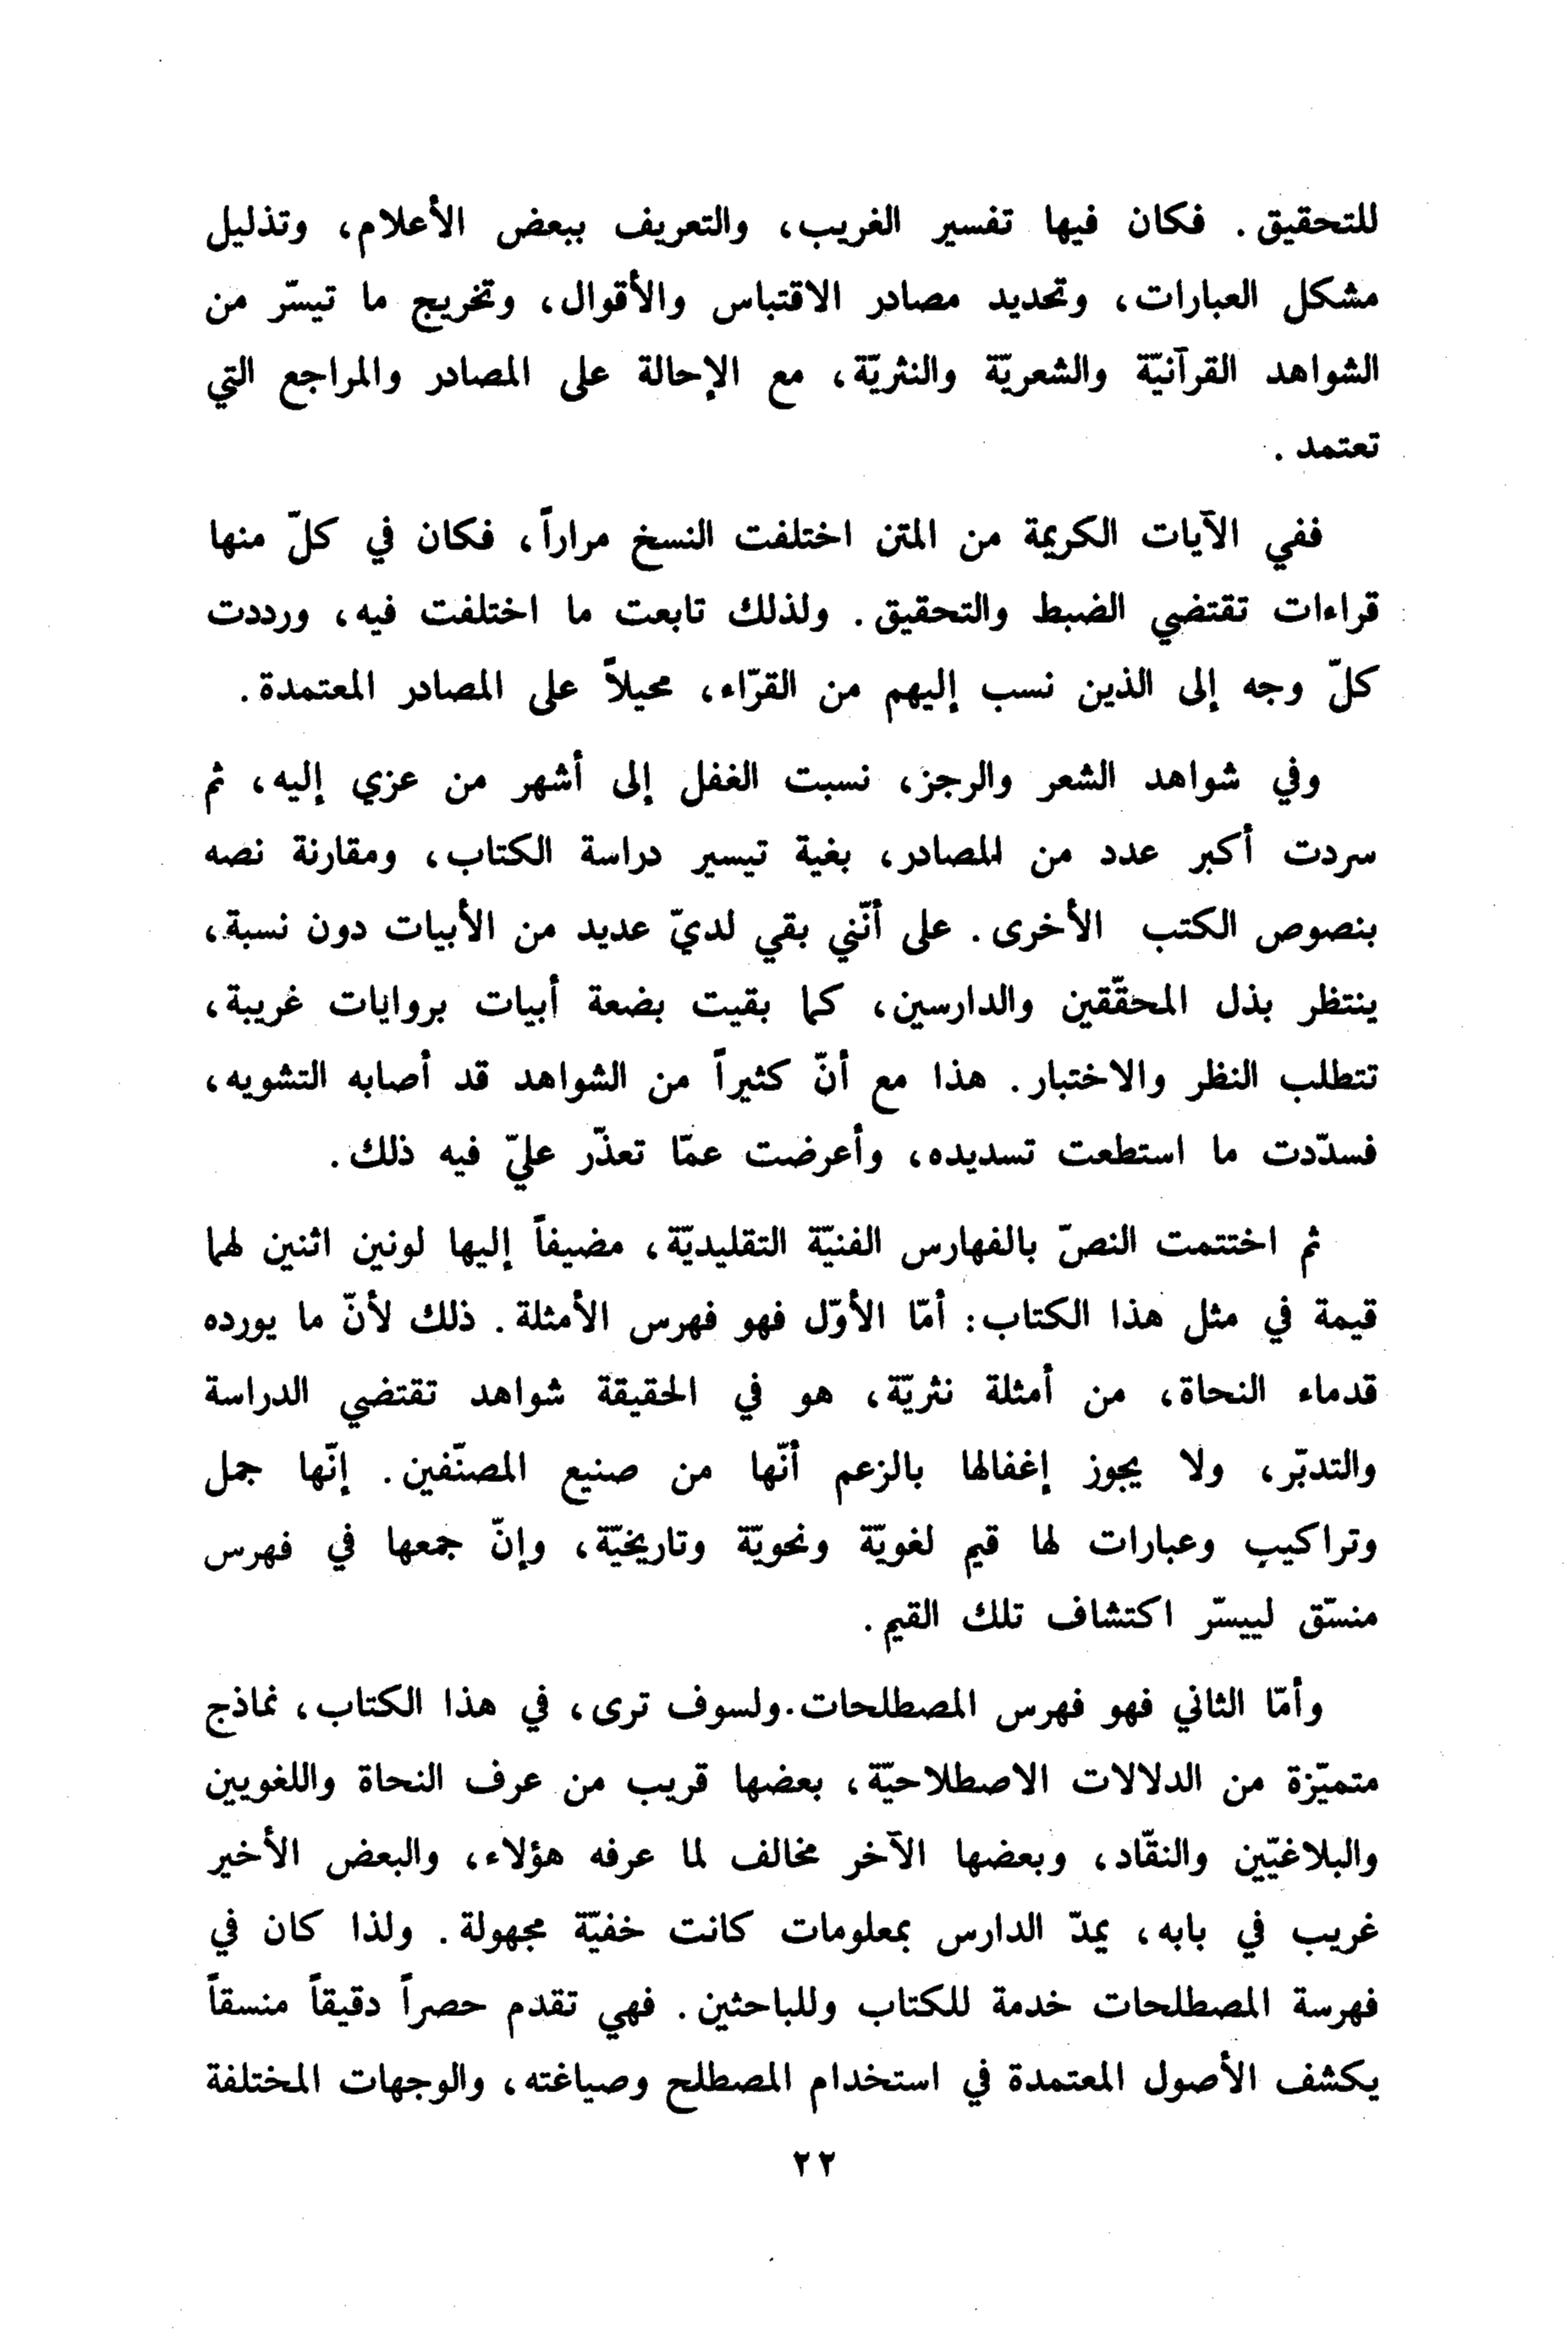 للتحقيق. فكان فيها تفسير الغريب، والتعريف ببعض الأعلام، وتذليل
مشكل العبارات، وتحديد مصادر الاقتباس والأقوال، وتخريج ما تيسّر من
الشواهد القرآنيّة والشعريّة والنثريّة، مع الإحالة على المصادر والمراجع التي
تعتمد.
ففي الآيات الكريمة من المتن اختلفت النسخ مراراً، فكان في كلّ منها
قراءات تقتضي الضبط والتحقيق. ولذلك تابعت ما اختلفت فيه، ورددت
كلّ وجه إلى الذين نسب إليهم من القرّاء، محيلاً على المصادر المعتمدة.
وفي شواهد الشعر والرجز، نسبت الغفل إلى أشهر من عزي إليه، ثم
سردت أكبر عدد من المصادر، بغية تيسير دراسة الكتاب، ومقارنة نصه
بنصوص الكتب الأخرى. على أنّني بقي لديّ عديد من الأبيات دون نسبة،
ينتظر بذل المحقّقين والدارسين، كما بقيت بضعة أبيات بروايات غريبة،
تتطلب النظر والاختبار. هذا مع أنّ كثيراً من الشواهد قد أصابه التشويه،
فسدّدت ما استطعت تسديده، وأعرضت عمّا تعذّر عليّ فيه ذلك.
ثم اختتمت النصّ بالفهارس الفنيّة التقليديّة، مضيفاً إليها لونين اثنين لهما
قيمة في مثل هذا الكتاب: أمّا الأوّل فهو فهرس الأمثلة. ذلك لأنّ ما يورده
قدماء النحاة، من أمثلة نثريّة، هو في الحقيقة شواهد تقتضي الدراسة
والتدبّر، ولا يجوز إغفالها بالزعم أنّها من صنيع المصنّفين. إنّها جمل
وتراكيب وعبارات لها قيم لغويّة ونحويّة وتاريخيّة، وإنّ جمعها في فهرس
منسّق لييسّر اكتشاف تلك القيم.
وأمّا الثاني فهو فهرس المصطلحات. ولسوف ترى، في هذا الكتاب، نماذج
متميّزة من الدلالات الاصطلاحيّة، بعضها قريب من عرف النحاة واللغويين
والبلاغيّين والنقّاد، وبعضها الآخر مخالف لما عرفه هؤلاء، والبعض الأخير
غريب في بابه، يمدّ الدارس بمعلومات كانت خفيّة مجهولة. ولذا كان في
فهرسة المصطلحات خدمة للكتاب وللباحثين. فهي تقدم حصراً دقيقاً منسقاً
يكشف الأصول المعتمدة في استخدام المصطلح وصياغته، والوجهات المختلفة
٢٢